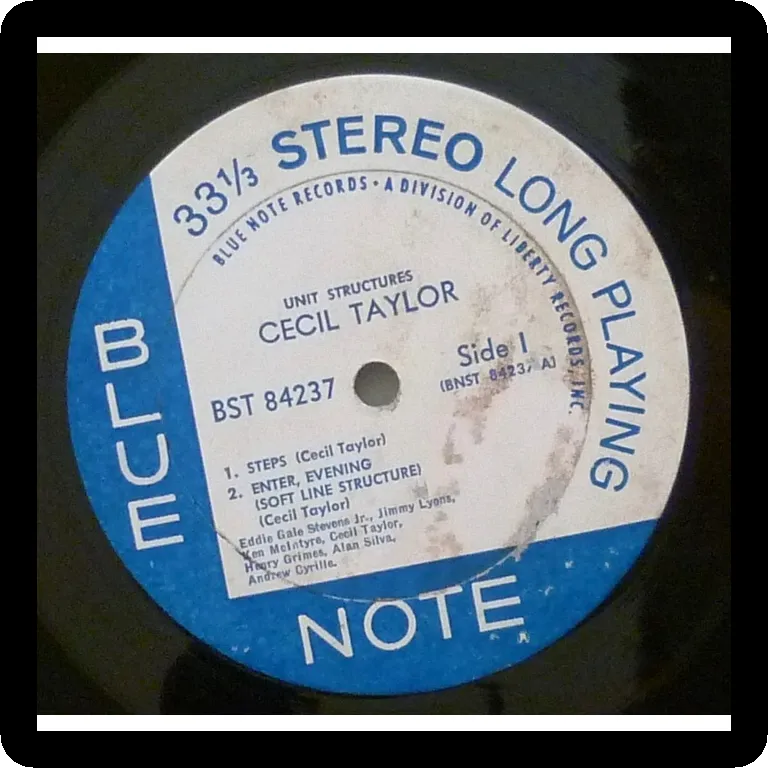 33⅓ STEREO LONG PLAYING
BLUE NOTE RECORDS • A DIVISION OF LIBERTY RECORDS, INC.
UNIT STRUCTURES
CECIL TAYLOR
Side 1
BST 84237
(BNST 84237 A)
1. STEPS (Cecil Taylor)
2. ENTER, EVENING
(SOFT LINE STRUCTURE)
(Cecil Taylor)
Eddie Gale Stevens Jr., Jimmy Lyons,
Ken McIntyre, Cecil Taylor,
Henry Grimes, Alan Silva,
Andrew Cyrille.
BLUE
NOTE